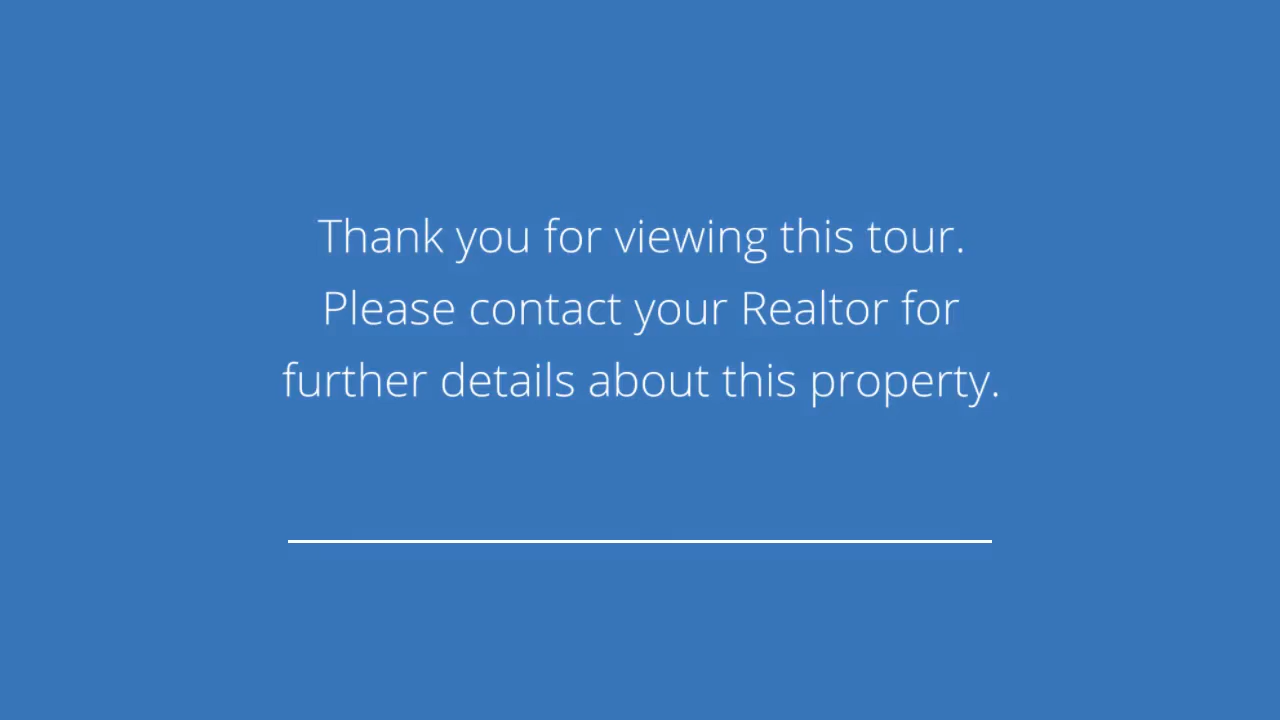 Thank you for viewing this tour.
Please contact your Realtor for
further details about this property.